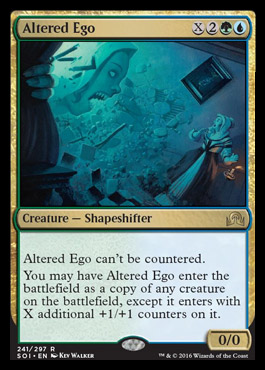 Altered Ego X 2
Creature — Shapeshifter
Altered Ego can't be countered.
You may have Altered Ego enter the
battlefield as a copy of any creature
on the battlefield, except it enters with
X additional +1/+1 counters on it.
0/0
241/297 R
SOI • EN KEV WALKER
™ & © 2016 Wizards of the Coast